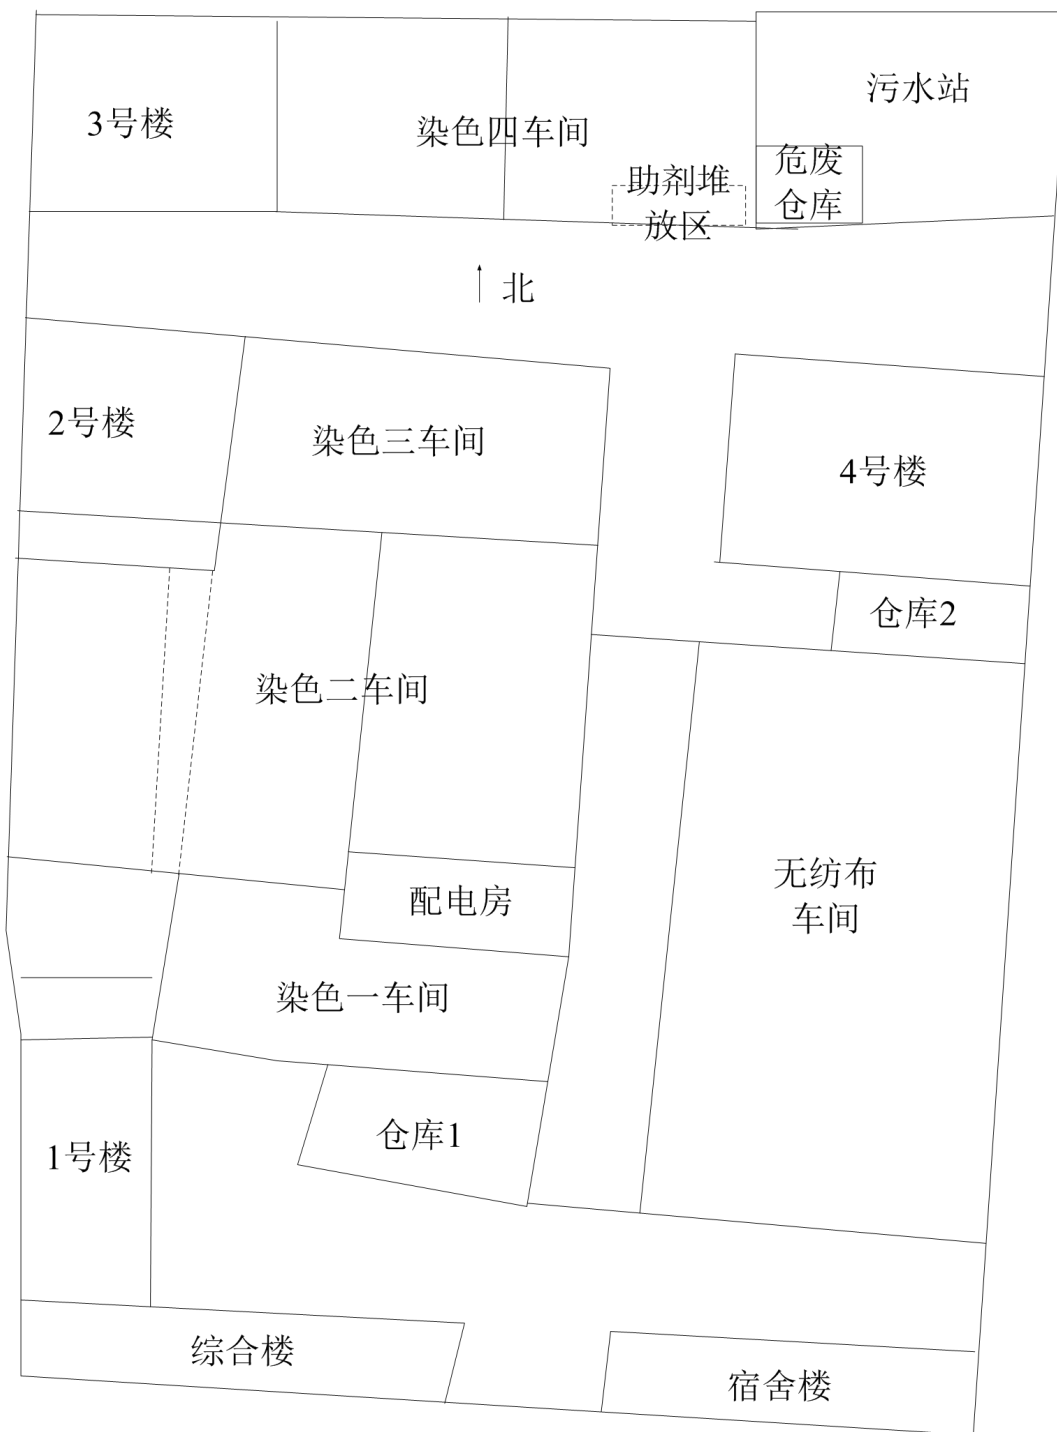 污水站
3号楼
染色四车间
危废
仓库
助剂堆
放区
北
2号楼
染色三车间
4号楼
仓库2
染色二车间
无纺布
车间
配电房
染色一车间
仓库1
1号楼
综合楼
宿舍楼